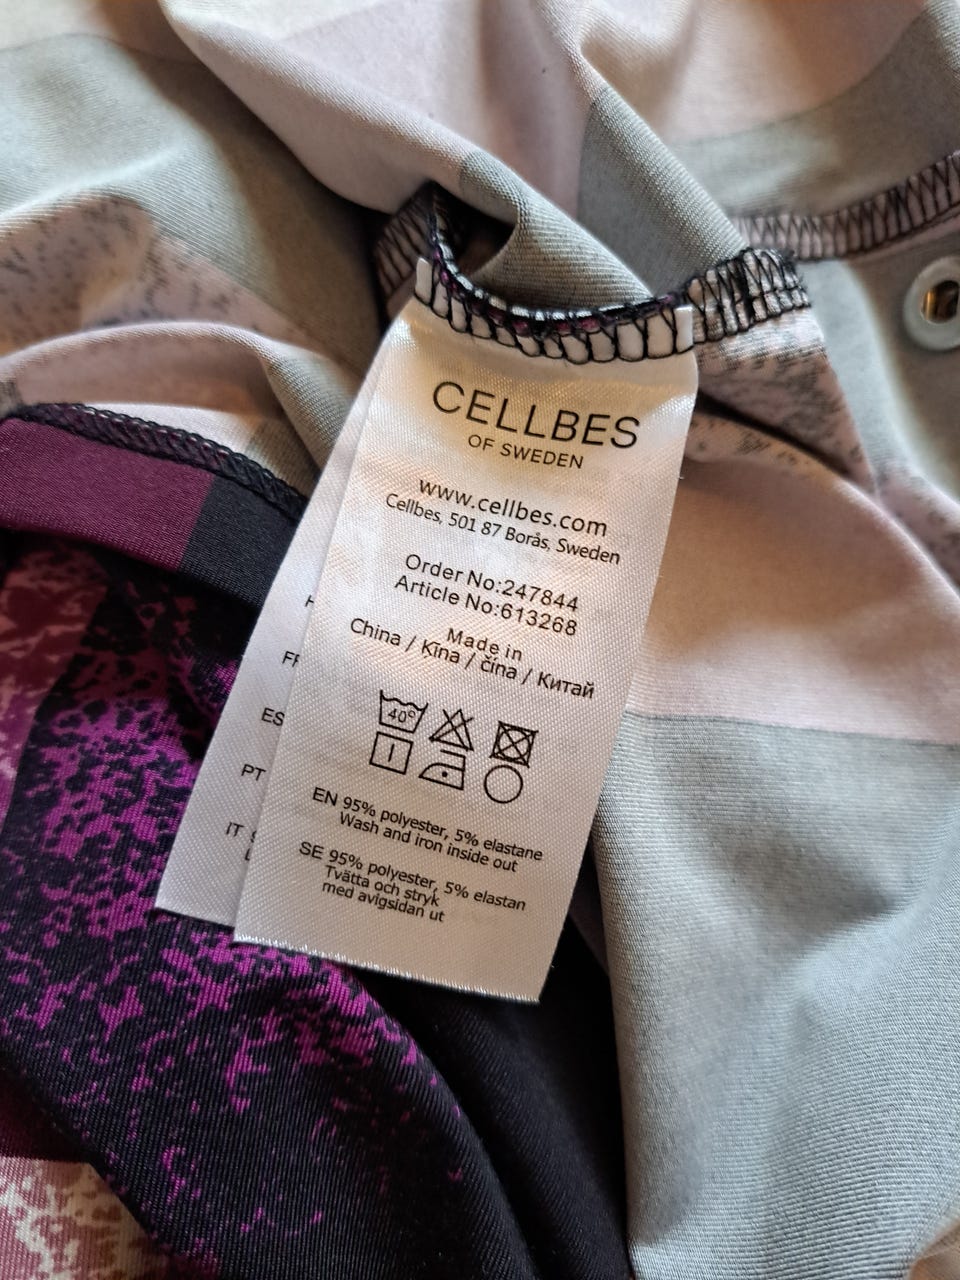 CELLBES
OF SWEDEN
www.cellbes.com
Cellbes, 501 87 Borås, Sweden
Order No:247844
Article No:613268
Made in
China / Ķīna / čína / Китай
40°
EN 95% polyester, 5% elastane
Wash and iron inside out
SE 95% polyester, 5% elastan
Tvätta och stryk
med avigsidan ut
ES
PT
IT